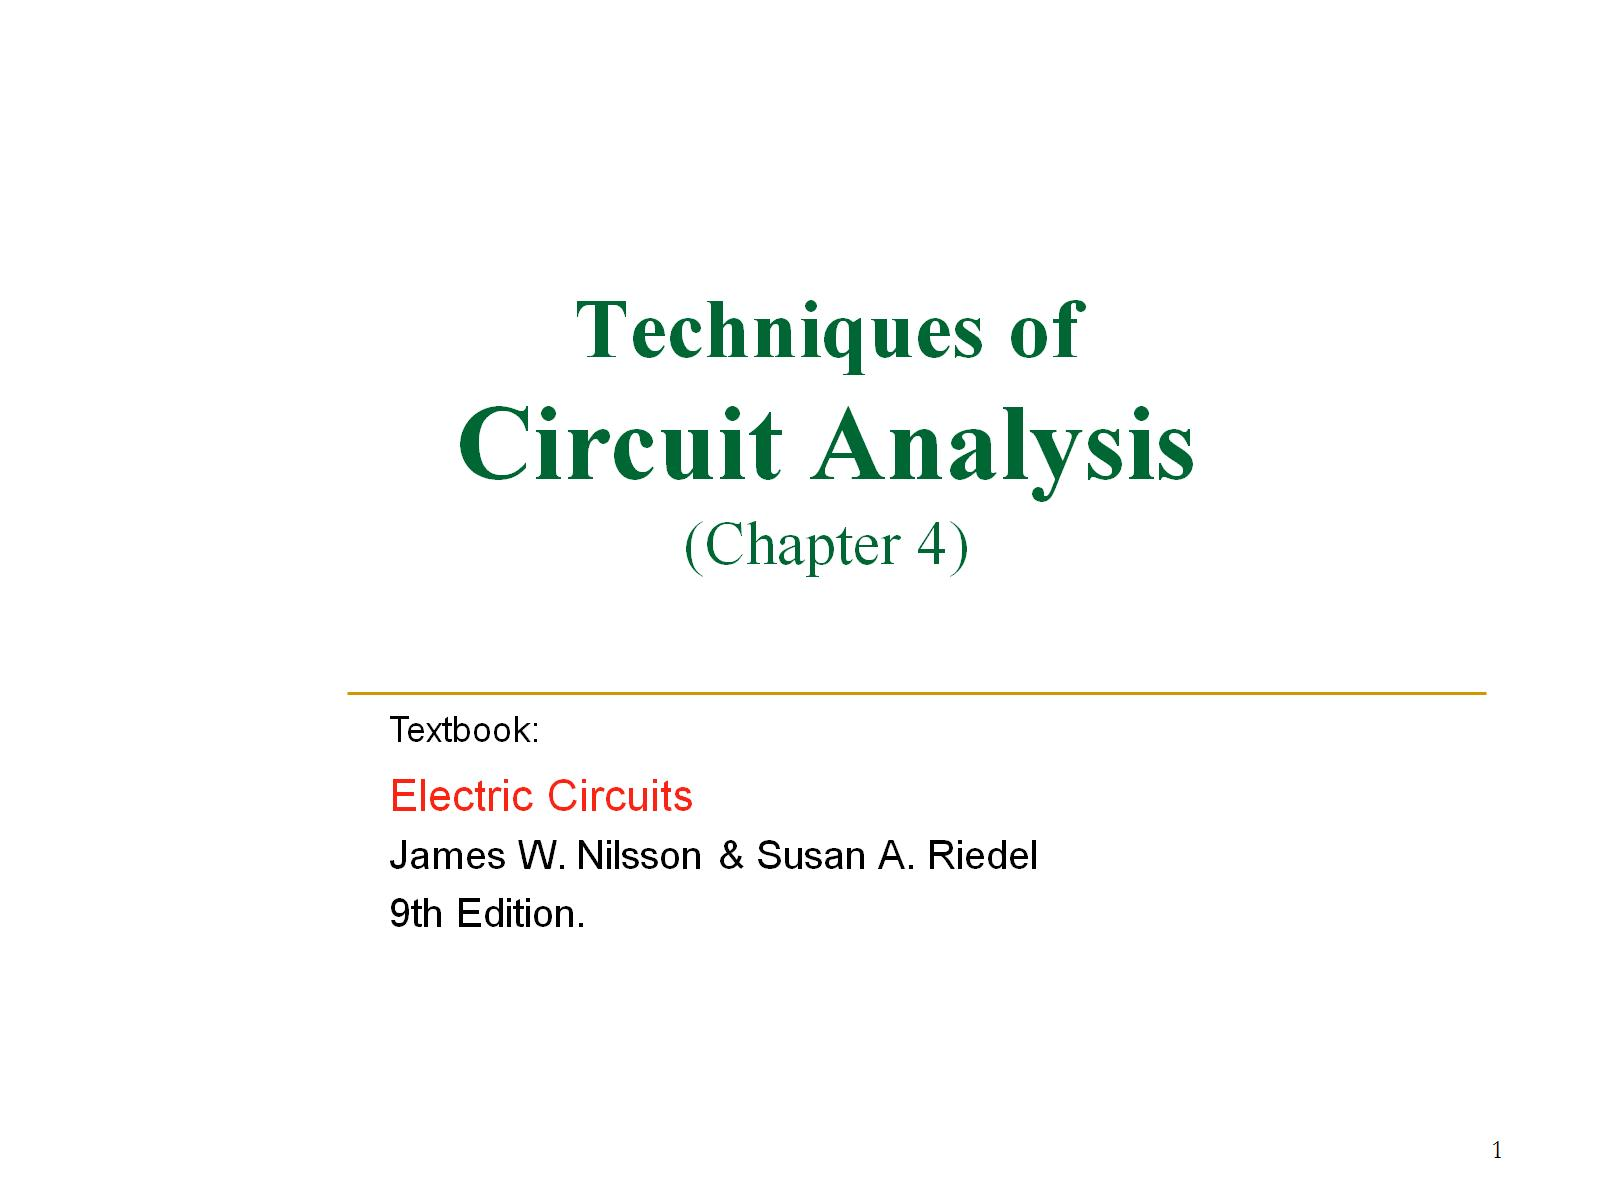 Techniques of
Circuit Analysis
(Chapter 4)
Textbook:
Electric Circuits
James W. Nilsson & Susan A. Riedel
9th Edition.
1